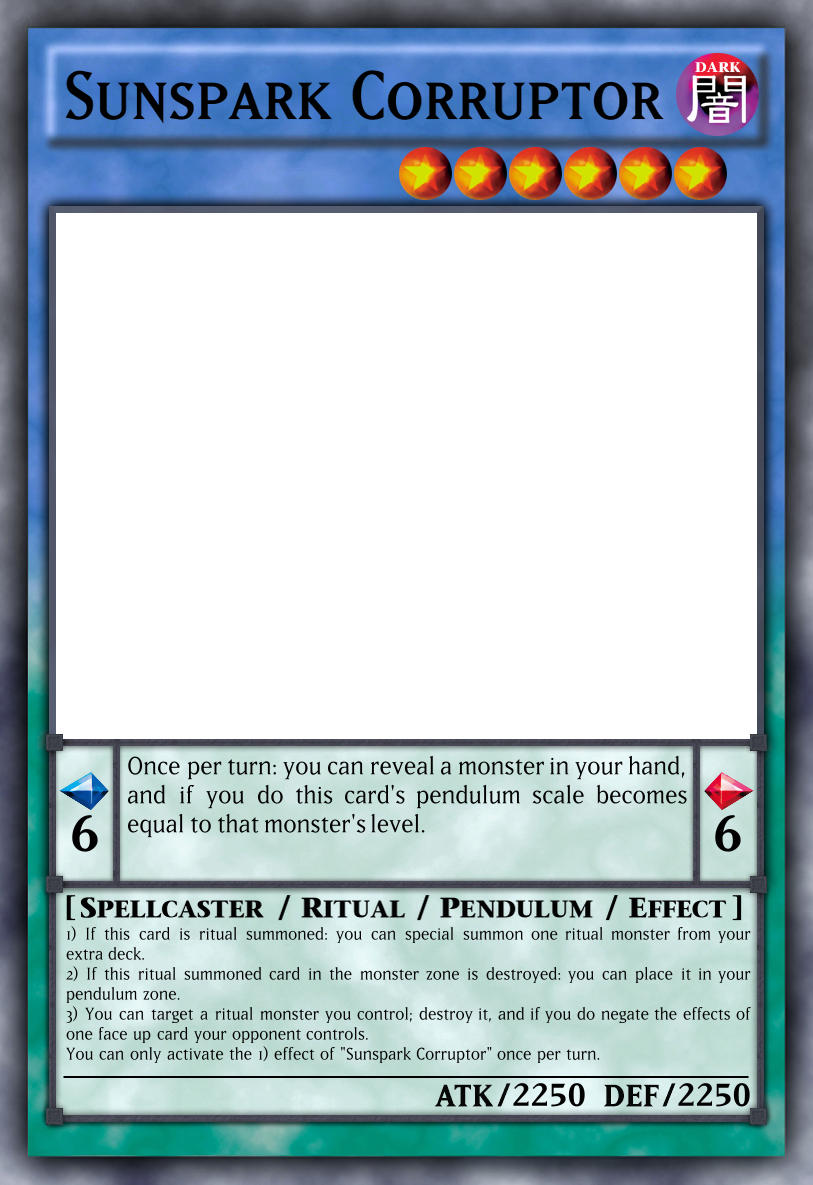 Sunspark Corruptor
DARK
闇
Once per turn: you can reveal a monster in your hand,
and if you do this card's pendulum scale becomes
equal to that monster's level.
6
6
[ Spellcaster / Ritual / Pendulum / Effect ]
1) If this card is ritual summoned: you can special summon one ritual monster from your
extra deck.
2) If this ritual summoned card in the monster zone is destroyed: you can place it in your
pendulum zone.
3) You can target a ritual monster you control; destroy it, and if you do negate the effects of
one face up card your opponent controls.
You can only activate the 1) effect of "Sunspark Corruptor" once per turn.
ATK/2250 DEF/2250